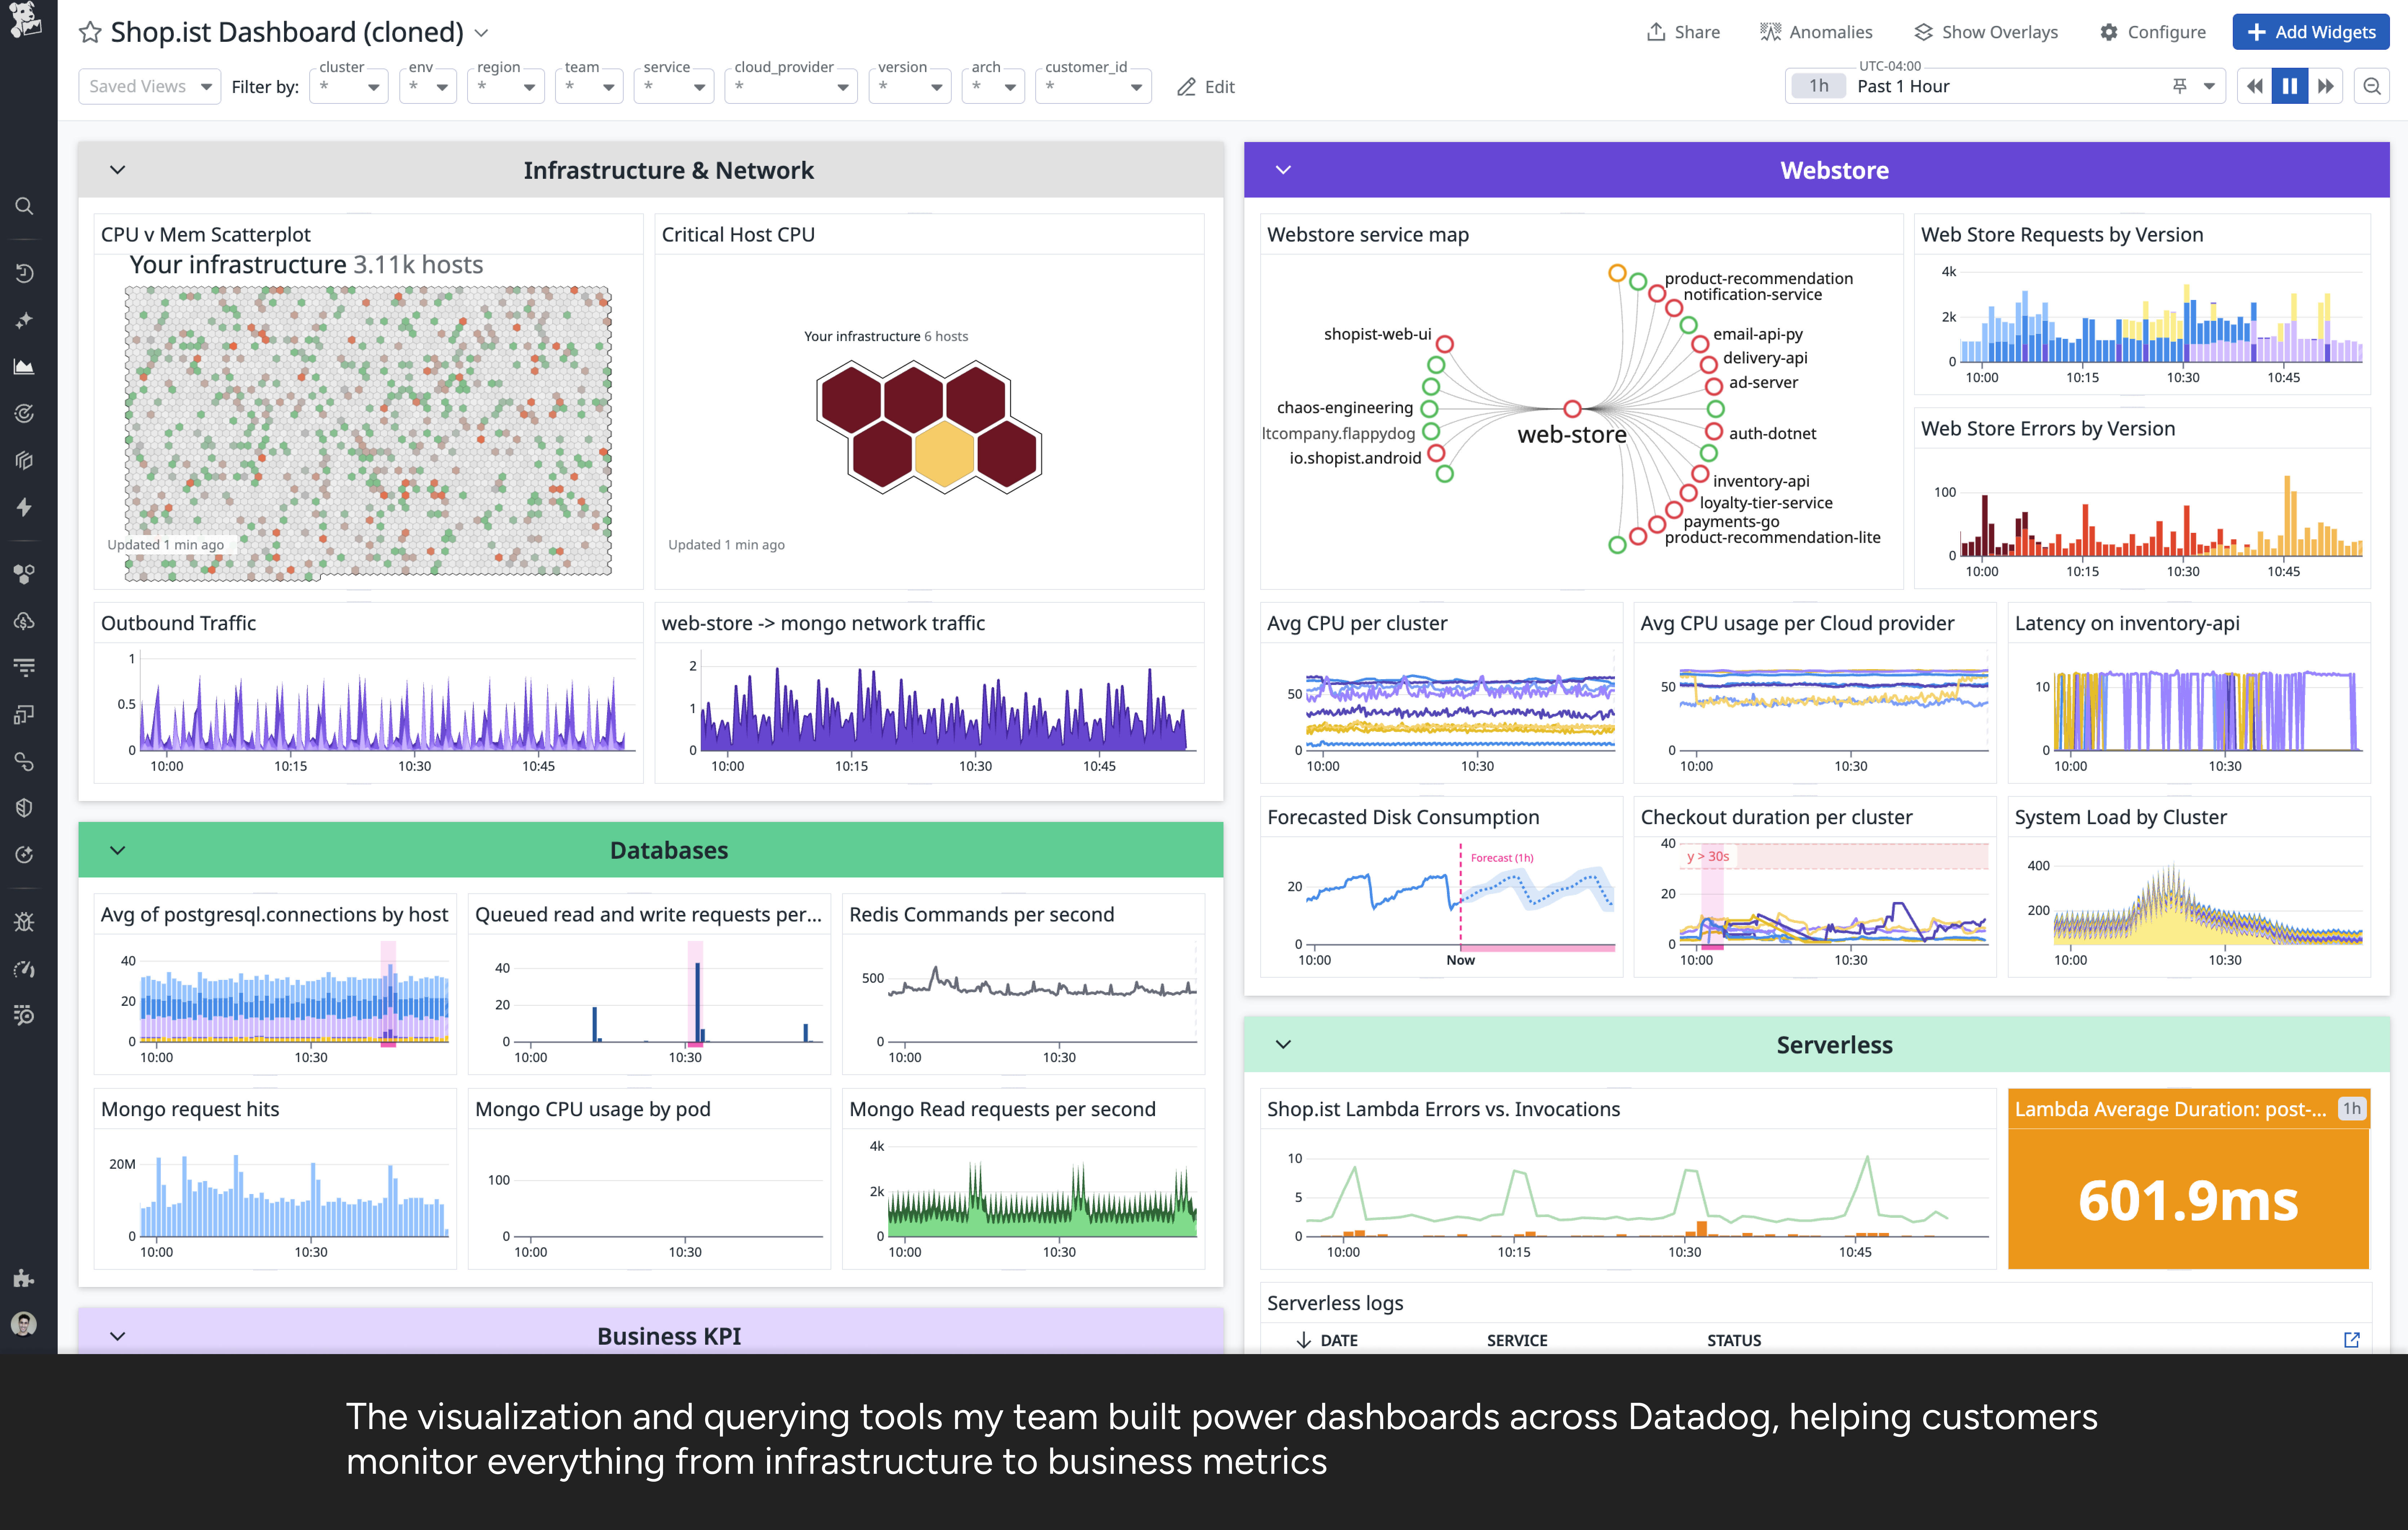 Shop.ist Dashboard (cloned)
Share
Anomalies
Show Overlays
Configure
Add Widgets
Saved Views
Filter by:
cluster
*
env
*
region
*
team
*
service
*
cloud_provider
*
version
*
arch
*
customer_id
*
Edit
UTC-04:00
1h
Past 1 Hour
Infrastructure & Network
CPU v Mem Scatterplot
Your infrastructure 3.11k hosts
Updated 1 min ago
Critical Host CPU
Your infrastructure 6 hosts
Updated 1 min ago
Outbound Traffic
1
0.5
0
10:00 10:15 10:30 10:45
web-store -> mongo network traffic
2
1
0
10:00 10:15 10:30 10:45
Databases
Avg of postgresql.connections by host
40
20
0
10:00 10:30
Queued read and write requests per...
40
20
0
10:00 10:30
Redis Commands per second
500
0
10:00 10:30
Mongo request hits
20M
0
10:00 10:30
Mongo CPU usage by pod
100
0
10:00 10:30
Mongo Read requests per second
4k
2k
0
10:00 10:30
Business KPI
Webstore
Webstore service map
shopist-web-ui
chaos-engineering
ltcompany.flappydog
io.shopist.android
web-store
product-recommendation
notification-service
email-api-py
delivery-api
ad-server
auth-dotnet
inventory-api
loyalty-tier-service
payments-go
product-recommendation-lite
Web Store Requests by Version
4k
2k
0
10:00 10:15 10:30 10:45
Web Store Errors by Version
100
0
10:00 10:15 10:30 10:45
Avg CPU per cluster
50
0
10:00 10:30
Avg CPU usage per Cloud provider
50
0
10:00 10:30
Latency on inventory-api
10
0
10:00 10:30
Forecasted Disk Consumption
Forecast (1h)
20
0
10:00 Now
Checkout duration per cluster
40
y > 30s
20
0
10:00 10:30
System Load by Cluster
400
200
10:00 10:30
Serverless
Shop.ist Lambda Errors vs. Invocations
10
5
0
10:00 10:15 10:30 10:45
Lambda Average Duration: post-...
1h
601.9ms
Serverless logs
DATE SERVICE STATUS
The visualization and querying tools my team built power dashboards across Datadog, helping customers
monitor everything from infrastructure to business metrics